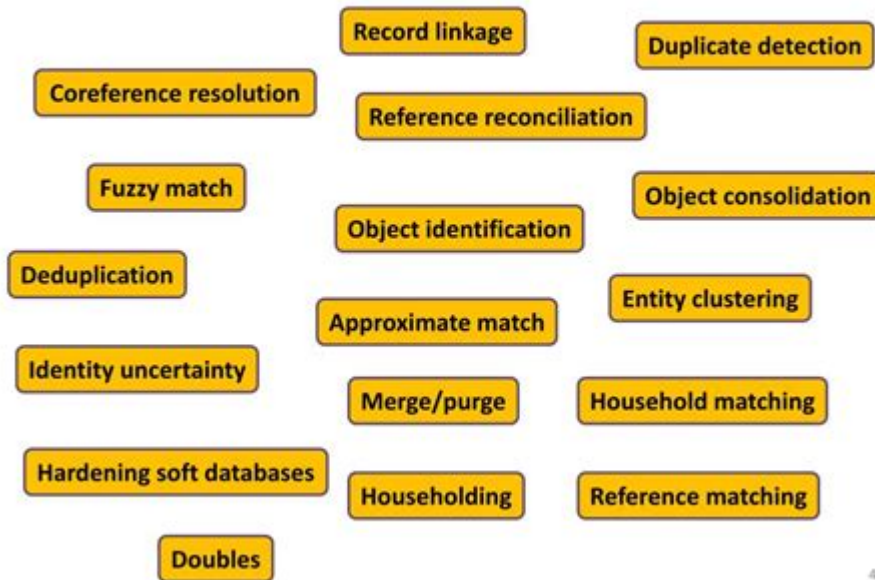 Record linkage
Duplicate detection
Coreference resolution
Reference reconciliation
Fuzzy match
Object consolidation
Object identification
Deduplication
Entity clustering
Approximate match
Identity uncertainty
Merge/purge
Household matching
Hardening soft databases
Householding
Reference matching
Doubles